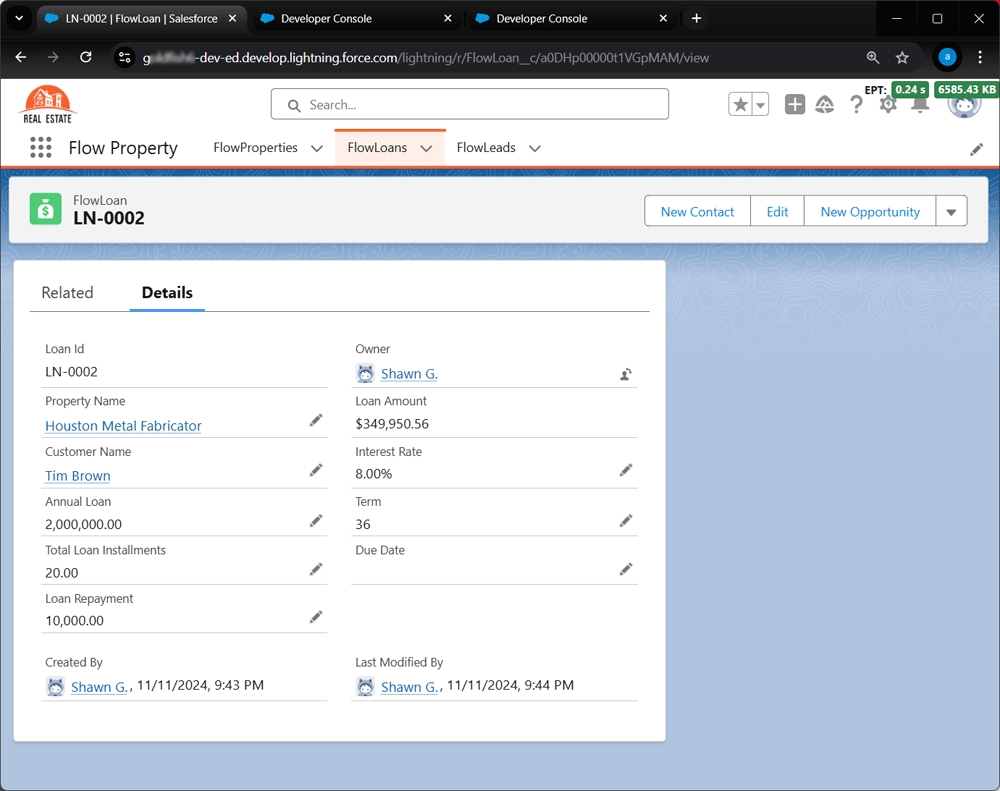 LN-0002 | FlowLoan | Salesforce
Developer Console
Developer Console
-dev-ed.develop.lightning.force.com/lightning/r/FlowLoan__c/a0DHp00000t1VGpMAM/view
a
REAL ESTATE
Search...
EPT: 0.24 s 6585.43 KB
Flow Property
FlowProperties
FlowLoans
FlowLeads
FlowLoan
LN-0002
New Contact
Edit
New Opportunity
Related
Details
Loan Id
LN-0002
Owner
Shawn G.
Property Name
Houston Metal Fabricator
Loan Amount
$349,950.56
Customer Name
Tim Brown
Interest Rate
8.00%
Annual Loan
2,000,000.00
Term
36
Total Loan Installments
20.00
Due Date
Loan Repayment
10,000.00
Created By
Shawn G., 11/11/2024, 9:43 PM
Last Modified By
Shawn G., 11/11/2024, 9:44 PM